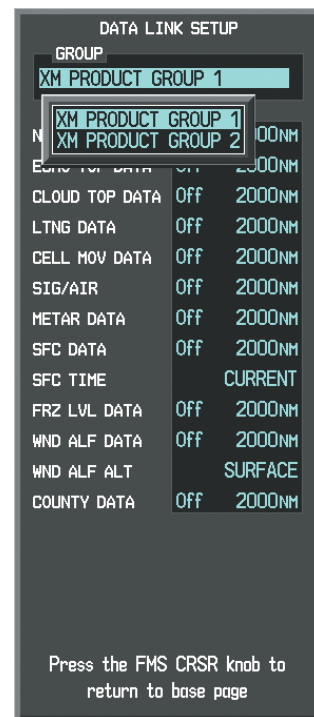 DATA LINK SETUP
GROUP
XM PRODUCT GROUP 1
XM PRODUCT GROUP 1
XM PRODUCT GROUP 2
CLOUD TOP DATA Off 2000NM
LTNG DATA Off 2000NM
CELL MOV DATA Off 2000NM
SIG/AIR Off 2000NM
METAR DATA Off 2000NM
SFC DATA Off 2000NM
SFC TIME CURRENT
FRZ LVL DATA Off 2000NM
WND ALF DATA Off 2000NM
WND ALF ALT SURFACE
COUNTY DATA Off 2000NM
Press the FMS CRSR knob to
return to base page